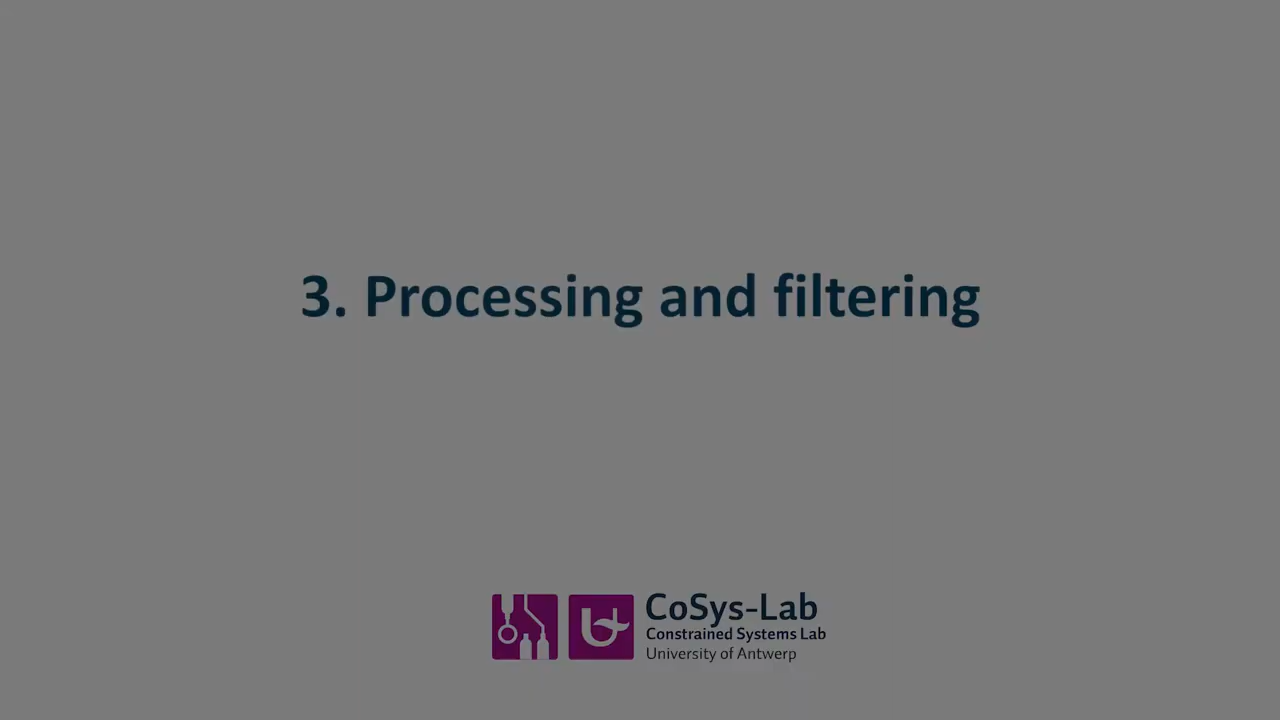 3. Processing and filtering
CoSys-Lab
Constrained Systems Lab
University of Antwerp